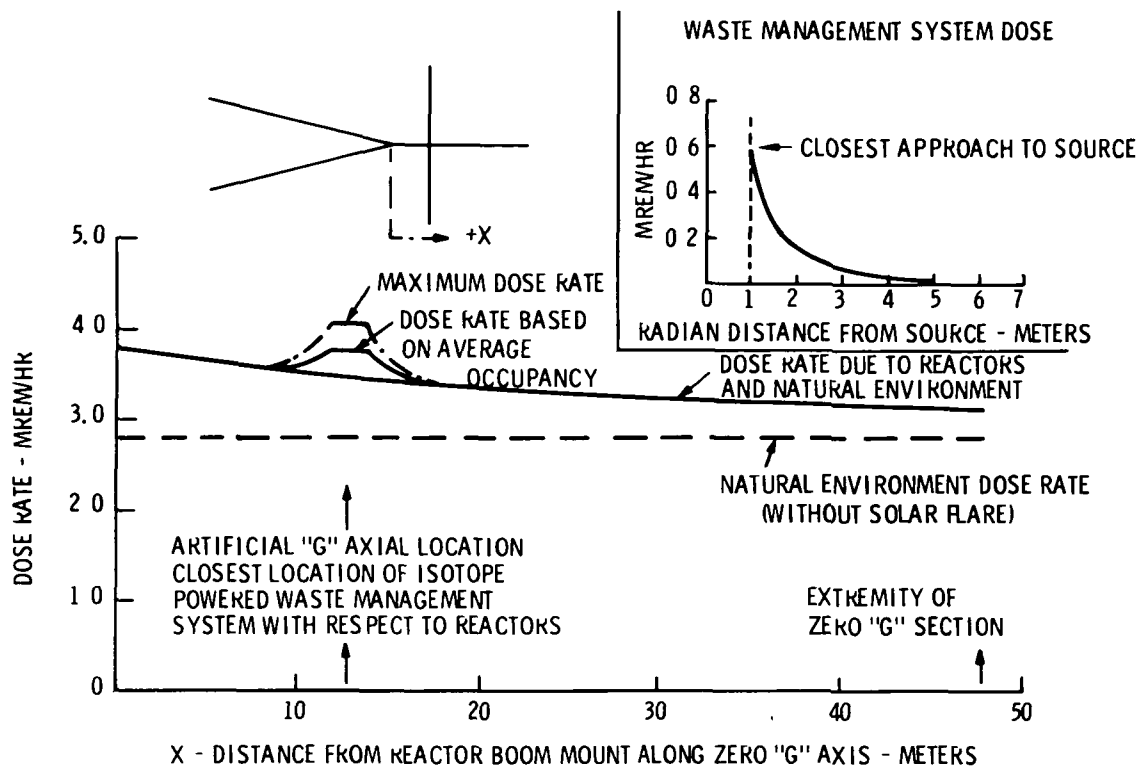 WASTE MANAGEMENT SYSTEM DOSE
0 8
0 6
0 4
0 2
MREM/HR
CLOSEST APPROACH TO SOURCE
0 1 2 3 4 5 6 7
RADIAN DISTANCE FROM SOURCE - METERS
+X
MAXIMUM DOSE RATE
DOSE RATE BASED
ON AVERAGE
OCCUPANCY
DOSE RATE DUE TO REACTORS
AND NATURAL ENVIRONMENT
NATURAL ENVIRONMENT DOSE RATE
(WITHOUT SOLAR FLARE)
ARTIFICIAL "G" AXIAL LOCATION
CLOSEST LOCATION OF ISOTOPE
POWERED WASTE MANAGEMENT
SYSTEM WITH RESPECT TO REACTORS
EXTREMITY OF
ZERO "G" SECTION
5.0
4 0
3.0
2 0
1 0
0
DOSE RATE - MREM/HR
10 20 30 40 50
X - DISTANCE FROM REACTOR BOOM MOUNT ALONG ZERO "G" AXIS - METERS